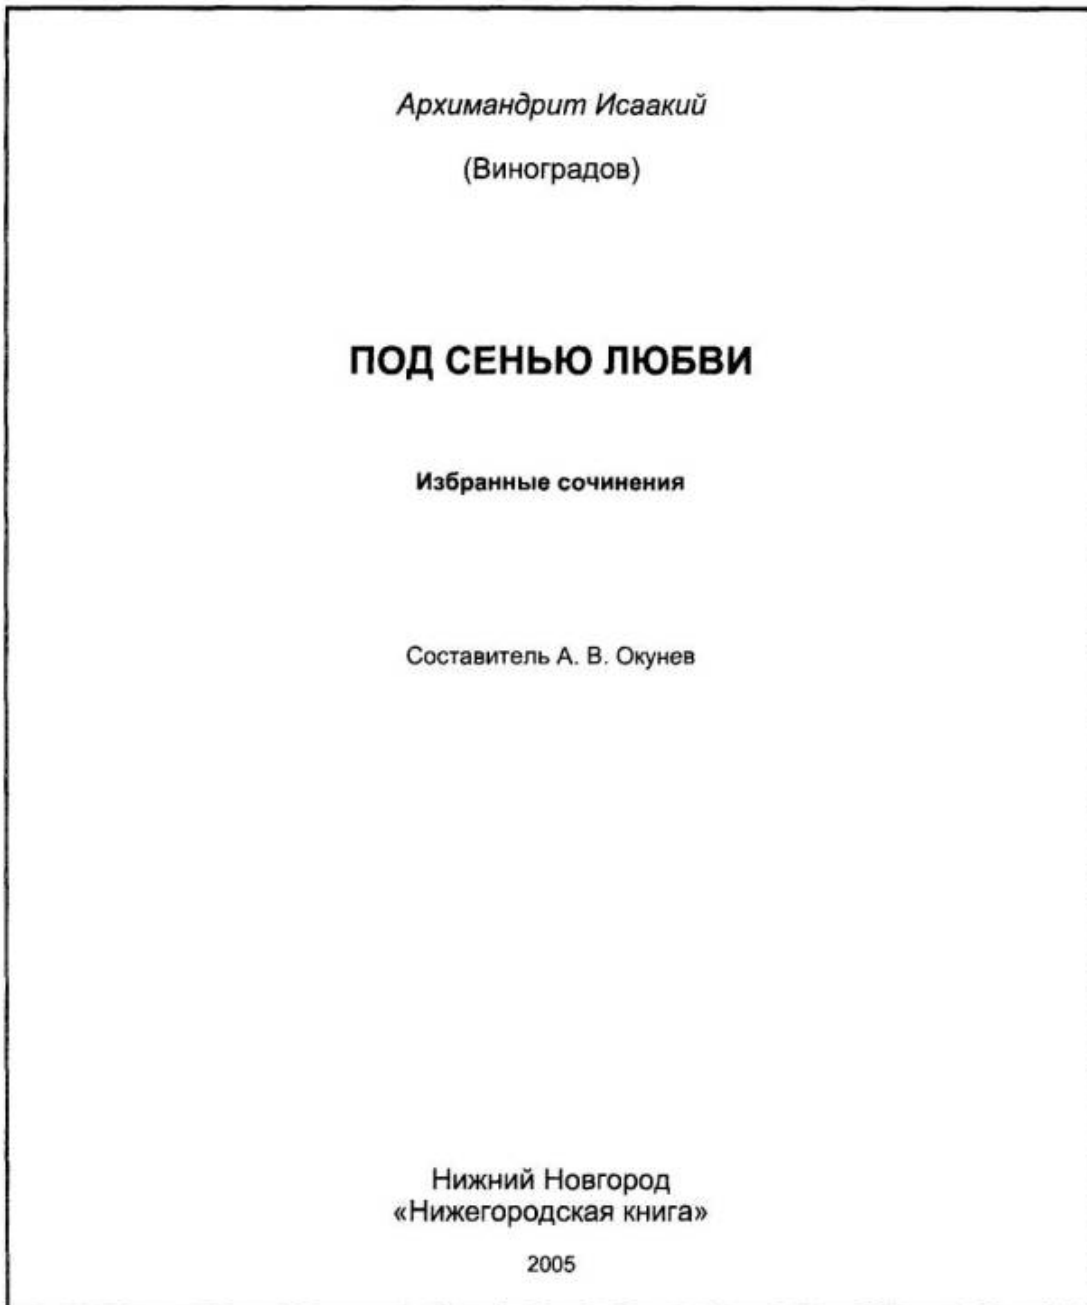 Архимандрит Исаакий
(Виноградов)
ПОД СЕНЬЮ ЛЮБВИ
Избранные сочинения
Составитель А. В. Окунев
Нижний Новгород
«Нижегородская книга»
2005